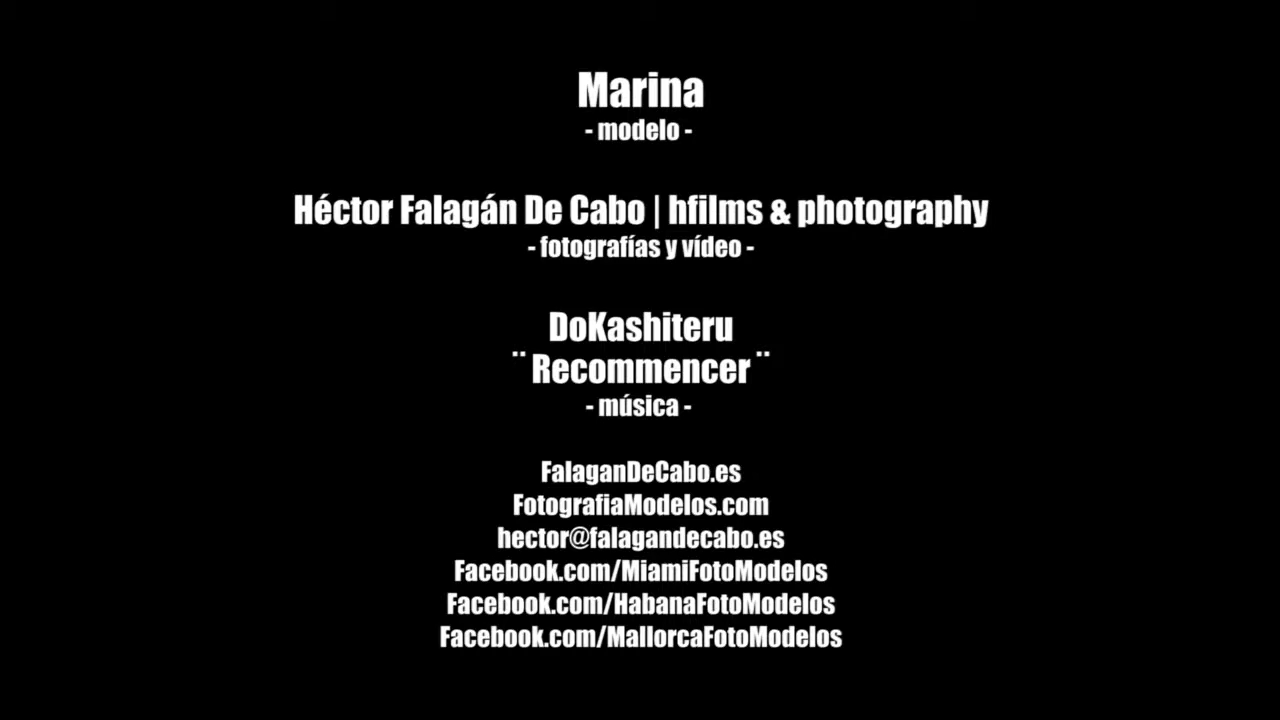 Marina
- modelo -
Héctor Falagán De Cabo | hfilms & photography
- fotografías y vídeo -
DoKashiteru
¨ Recommencer ¨
- música -
FalaganDeCabo.es
FotografiaModelos.com
hector@falagandecabo.es
Facebook.com/MiamiFotoModelos
Facebook.com/HabanaFotoModelos
Facebook.com/MallorcaFotoModelos